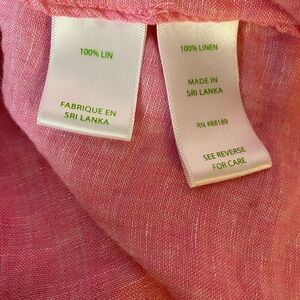 100% LIN
FABRIQUE EN
SRI LANKA
100% LINEN
MADE IN
SRI LANKA
RN #88189
SEE REVERSE
FOR CARE